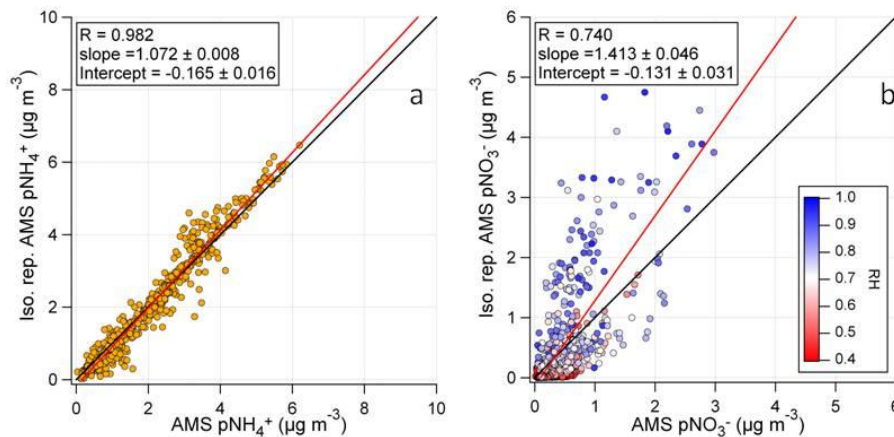 R = 0.982
slope =1.072 ± 0.008
Intercept = -0.165 ± 0.016
a
Iso. rep. AMS pNH₄⁺ (µg m⁻³)
10
8
6
4
2
0
0 2 4 6 8 10
AMS pNH₄⁺ (µg m⁻³)
R = 0.740
slope =1.413 ± 0.046
Intercept = -0.131 ± 0.031
b
Iso. rep. AMS pNO₃⁻ (µg m⁻³)
6
5
4
3
2
1
0
0 1 2 3 4 5 6
AMS pNO₃⁻ (µg m⁻³)
1.0
0.9
0.8
0.7
0.6
0.5
0.4
RH